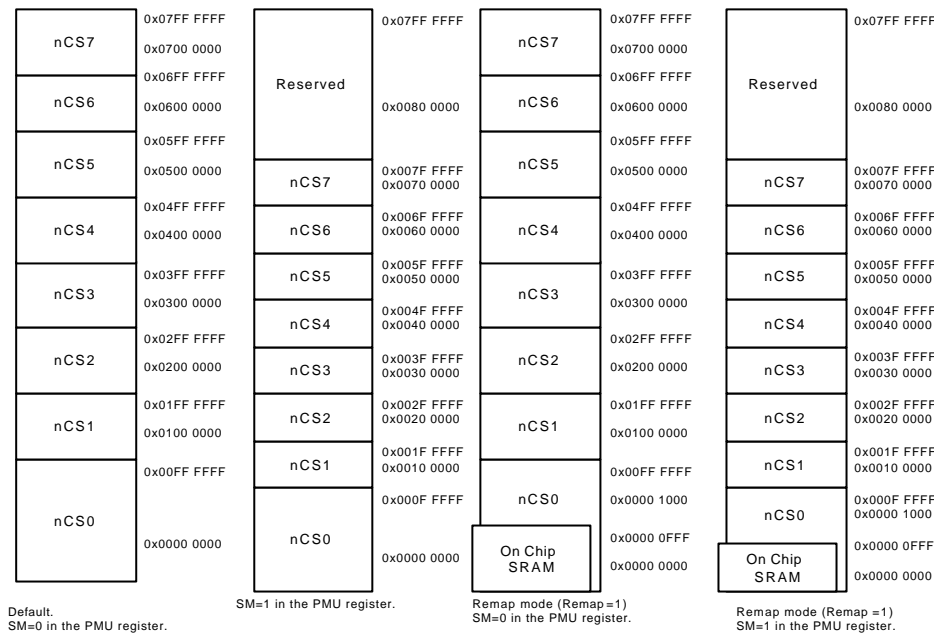 nCS7
0x07FF FFFF
0x0700 0000
nCS6
0x06FF FFFF
0x0600 0000
nCS5
0x05FF FFFF
0x0500 0000
nCS4
0x04FF FFFF
0x0400 0000
nCS3
0x03FF FFFF
0x0300 0000
nCS2
0x02FF FFFF
0x0200 0000
nCS1
0x01FF FFFF
0x0100 0000
nCS0
0x00FF FFFF
0x0000 0000
Default.
SM=0 in the PMU register.
Reserved
0x07FF FFFF
0x0080 0000
nCS7
0x007F FFFF
0x0070 0000
nCS6
0x006F FFFF
0x0060 0000
nCS5
0x005F FFFF
0x0050 0000
nCS4
0x004F FFFF
0x0040 0000
nCS3
0x003F FFFF
0x0030 0000
nCS2
0x002F FFFF
0x0020 0000
nCS1
0x001F FFFF
0x0010 0000
nCS0
0x000F FFFF
0x0000 0000
SM=1 in the PMU register.
nCS7
0x07FF FFFF
0x0700 0000
nCS6
0x06FF FFFF
0x0600 0000
nCS5
0x05FF FFFF
0x0500 0000
nCS4
0x04FF FFFF
0x0400 0000
nCS3
0x03FF FFFF
0x0300 0000
nCS2
0x02FF FFFF
0x0200 0000
nCS1
0x01FF FFFF
0x0100 0000
nCS0
0x00FF FFFF
0x0000 1000
On Chip
SRAM
0x0000 0FFF
0x0000 0000
Remap mode (Remap=1)
SM=0 in the PMU register.
Reserved
0x07FF FFFF
0x0080 0000
nCS7
0x007F FFFF
0x0070 0000
nCS6
0x006F FFFF
0x0060 0000
nCS5
0x005F FFFF
0x0050 0000
nCS4
0x004F FFFF
0x0040 0000
nCS3
0x003F FFFF
0x0030 0000
nCS2
0x002F FFFF
0x0020 0000
nCS1
0x001F FFFF
0x0010 0000
nCS0
0x000F FFFF
0x0000 1000
On Chip
SRAM
0x0000 0FFF
0x0000 0000
Remap mode (Remap =1)
SM=1 in the PMU register.